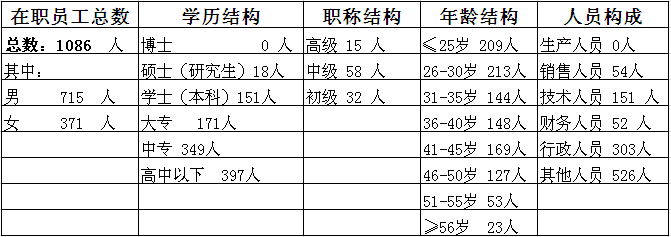 在职员工总数 学历结构 职称结构 年龄结构 人员构成
总数：1086 人 博士 0 人 高级 15 人 ≤25岁 209人 生产人员 0人
其中： 硕士（研究生）18人 中级 58 人 26-30岁 213人 销售人员 54人
男 715 人 学士（本科）151人 初级 32 人 31-35岁 144人 技术人员 151 人
女 371 人 大专 171人 36-40岁 148人 财务人员 52 人
中专 349人 41-45岁 169人 行政人员 303人
高中以下 397人 46-50岁 127人 其他人员 526人
51-55岁 53人
≥56岁 23人